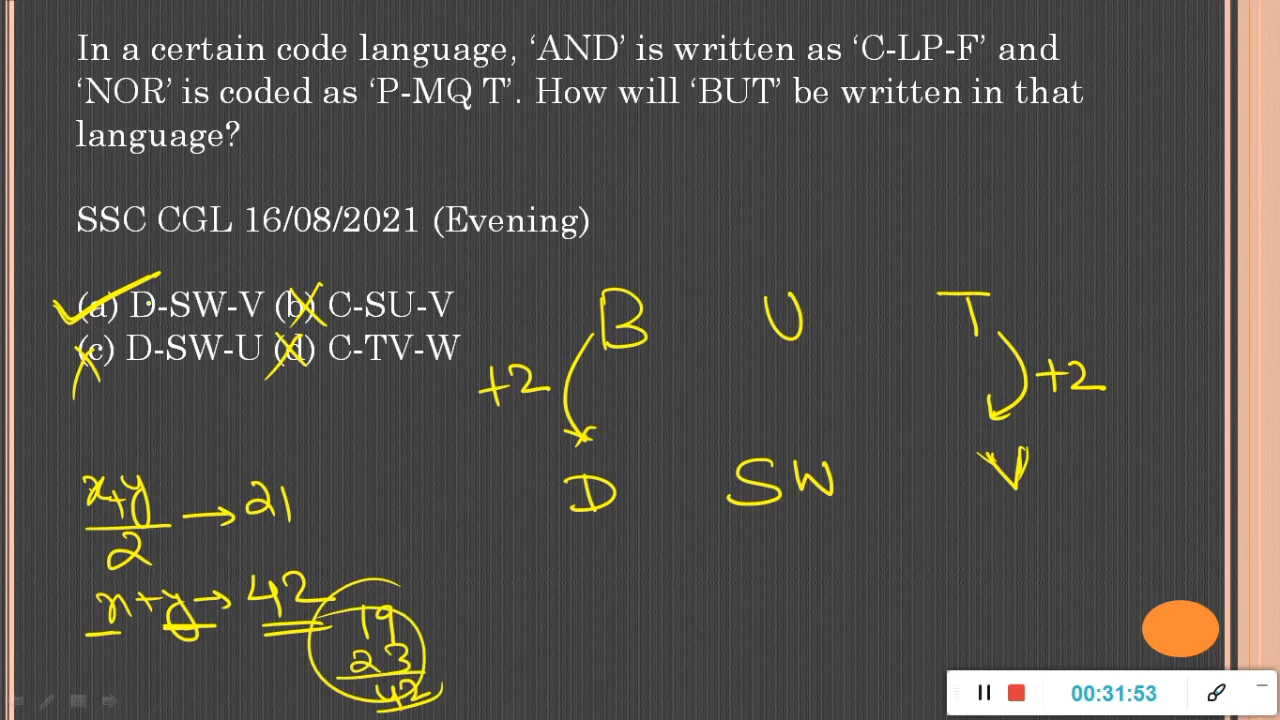 In a certain code language, ‘AND’ is written as ‘C-LP-F’ and
‘NOR’ is coded as ‘P-MQ T’. How will ‘BUT’ be written in that
language?
SSC CGL 16/08/2021 (Evening)
(a) D-SW-V (b) C-SU-V
(c) D-SW-U (d) C-TV-W
B U T
+2 +2
D SW V
x+y
2
→ 21
x+y → 42
19
23
42
00:31:53